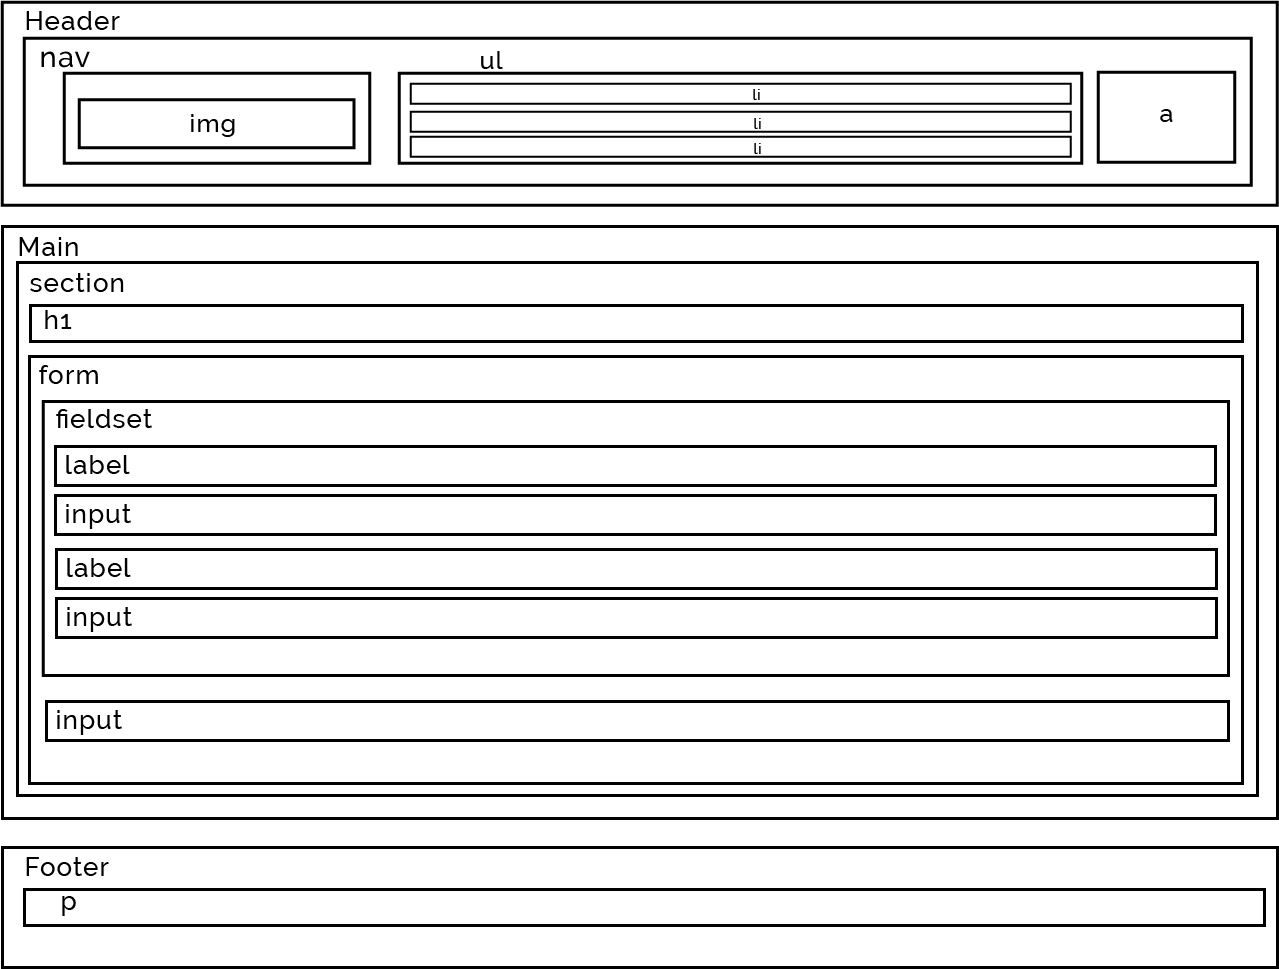 Header
nav
ul
img
li
li
li
a
Main
section
h1
form
fieldset
label
input
label
input
input
Footer
p